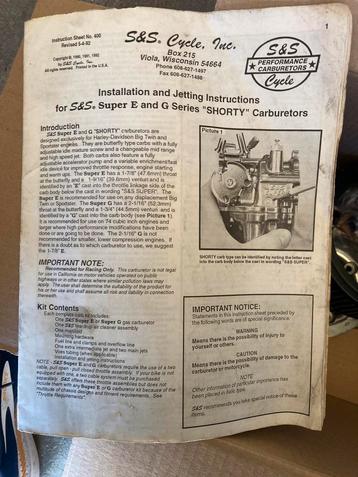 1
Instruction Sheet No. 400
Revised 5-4-92
Copyright © 1990, 1991, 1992
by S&S Cycle, Inc.
All rights reserved. Printed in the U.S.A.
S&S Cycle, Inc.
Box 215
Viola, Wisconsin 54664
Phone 608-627-1497
Fax 608-627-1488
S&S
PERFORMANCE
CARBURETORS
Cycle
Installation and Jetting Instructions
for S&S® Super E and G Series "SHORTY" Carburetors
Introduction
S&S Super E and G "SHORTY" carburetors are
designed exclusively for Harley-Davidson Big Twin and
Sportster engines. They are butterfly type carbs with a fully
adjustable idle mixture screw and a changeable mid range
and high speed jet. Both carbs also feature a fully
adjustable accelerator pump and a variable enrichment/fast
idle device for approved throttle response, engine starting
and warm ups. The Super E has a 1-7/8" (47.6mm) throat
at the butterfly and a 1-9/16" (39.6mm) venturi and is
identified by an "E" cast into the throttle linkage side of the
carb body below the cast in wording "S&S SUPER". The
Super E is recommended for use on any displacement Big
Twin or Sportster. The Super G has a 2-1/16" (52.3mm)
throat at the butterfly and a 1-3/4" (44.5mm) venturi and is
identified by a "G" cast into the carb body (see Picture 1).
It is recommended for use on 74 cubic inch engines and
larger where high performance modifications have been
done or are going to be done. The 2-1/16" G is not
recommended for smaller, lower compression engines. If
there is a doubt as to which carburetor to use, we suggest
the 1-7/8" E.
Picture 1
SHORTY carb type can be identified by noting the letter cast
into the carb body below the cast in wording "S&S SUPER".
IMPORTANT NOTE:
Recommended for Racing Only. This carburetor is not legal
for use in California on motor vehicles operated on public
highways or in other states where similar pollution laws may
apply. The user shall determine the suitability of the product for
his or her use and shall assume all risk and liability in connection
therewith.
Kit Contents
Each complete carb kit includes:
One S&S Super E or Super G gas carburetor
One S&S teardrop air cleaner assembly
One manifold
Mounting hardware
Fuel line and clamps and overflow line
One extra intermediate jet and two main jets
Voes tubing (when applicable)
Installation and jetting instructions
NOTE - S&S Super E and G carburetors require the use of a two
cable, pull open - pull closed throttle assembly. If your bike is not
equipped with one, a two cable system must be purchased
separately. S&S offers these throttle assemblies but does not
include them with any Super E or G carburetor kit because of the
multitude of chassis designs and fitment requirements. See
"Throttle Requirements".
IMPORTANT NOTICE:
Statements in this instruction sheet preceded by
the following words are of special significance:
WARNING
Means there is the possibility of injury to
yourself or others.
CAUTION
Means there is the possibility of damage to the
carburetor or motorcycle.
NOTE
Other information of particular importance has
been placed in italic type.
S&S recommends you take special notice of these
items.